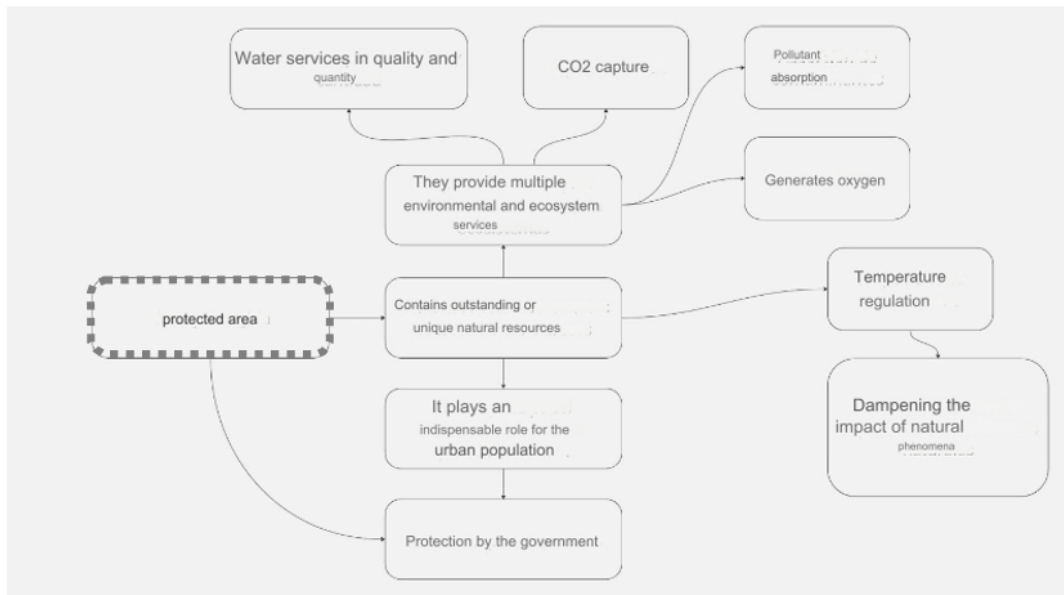 Water services in quality and
quantity
CO2 capture
Pollutant
absorption
They provide multiple
environmental and ecosystem
services
Generates oxygen
protected area
Contains outstanding or
unique natural resources
Temperature
regulation
It plays an
indispensable role for the
urban population
Dampening the
impact of natural
phenomena
Protection by the government